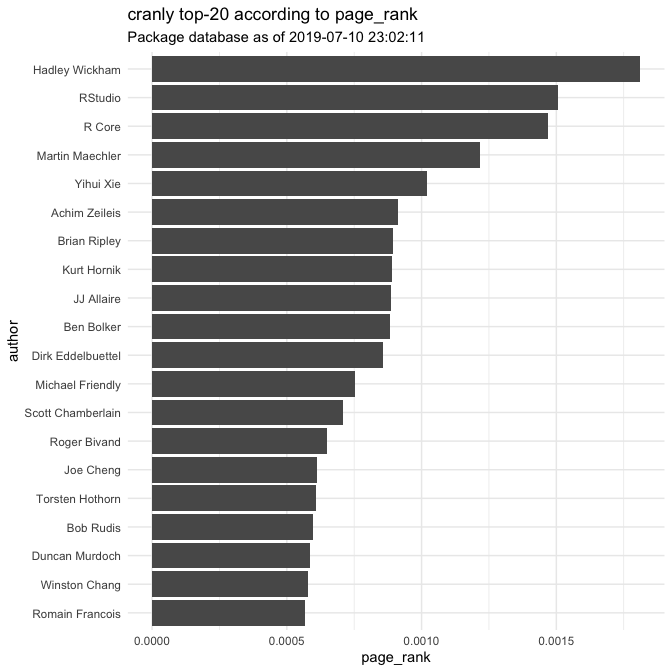 cranly top-20 according to page_rank
Package database as of 2019-07-10 23:02:11
Hadley Wickham
RStudio
R Core
Martin Maechler
Yihui Xie
Achim Zeileis
Brian Ripley
Kurt Hornik
JJ Allaire
Ben Bolker
Dirk Eddelbuettel
Michael Friendly
Scott Chamberlain
Roger Bivand
Joe Cheng
Torsten Hothorn
Bob Rudis
Duncan Murdoch
Winston Chang
Romain Francois
author
0.0000 0.0005 0.0010 0.0015
page_rank